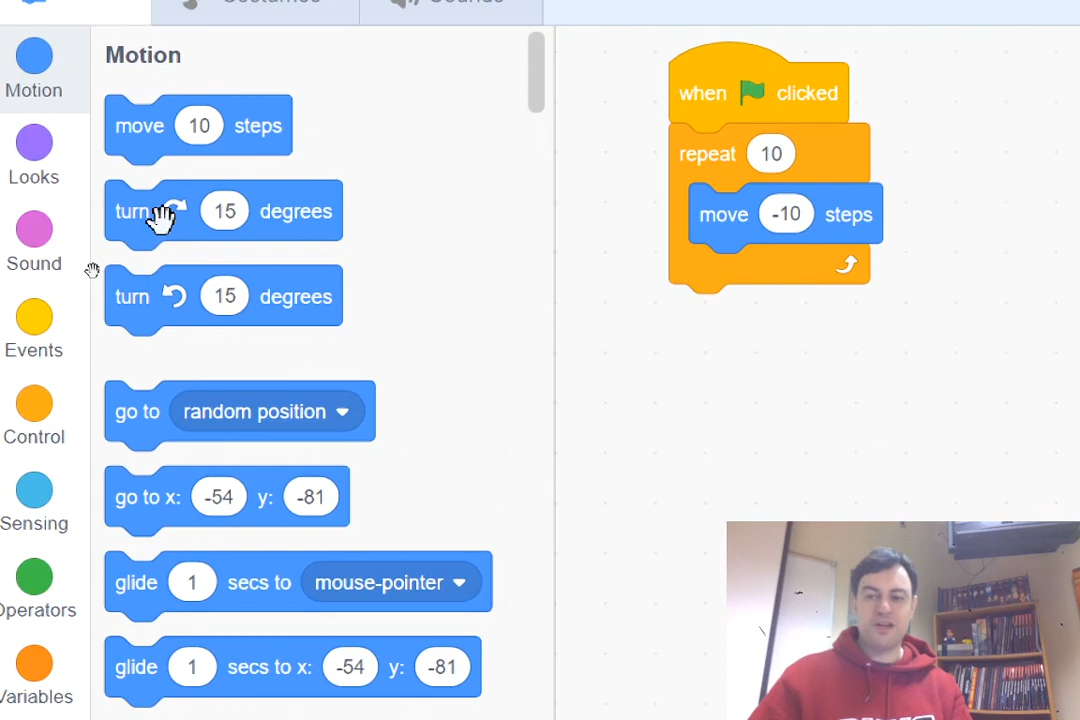 Costumes
Sounds
Motion
Looks
Sound
Events
Control
Sensing
Operators
Variables
Motion
move 10 steps
turn 15 degrees
turn 15 degrees
go to random position
go to x: -54 y: -81
glide 1 secs to mouse-pointer
glide 1 secs to x: -54 y: -81
when clicked
repeat 10
move -10 steps